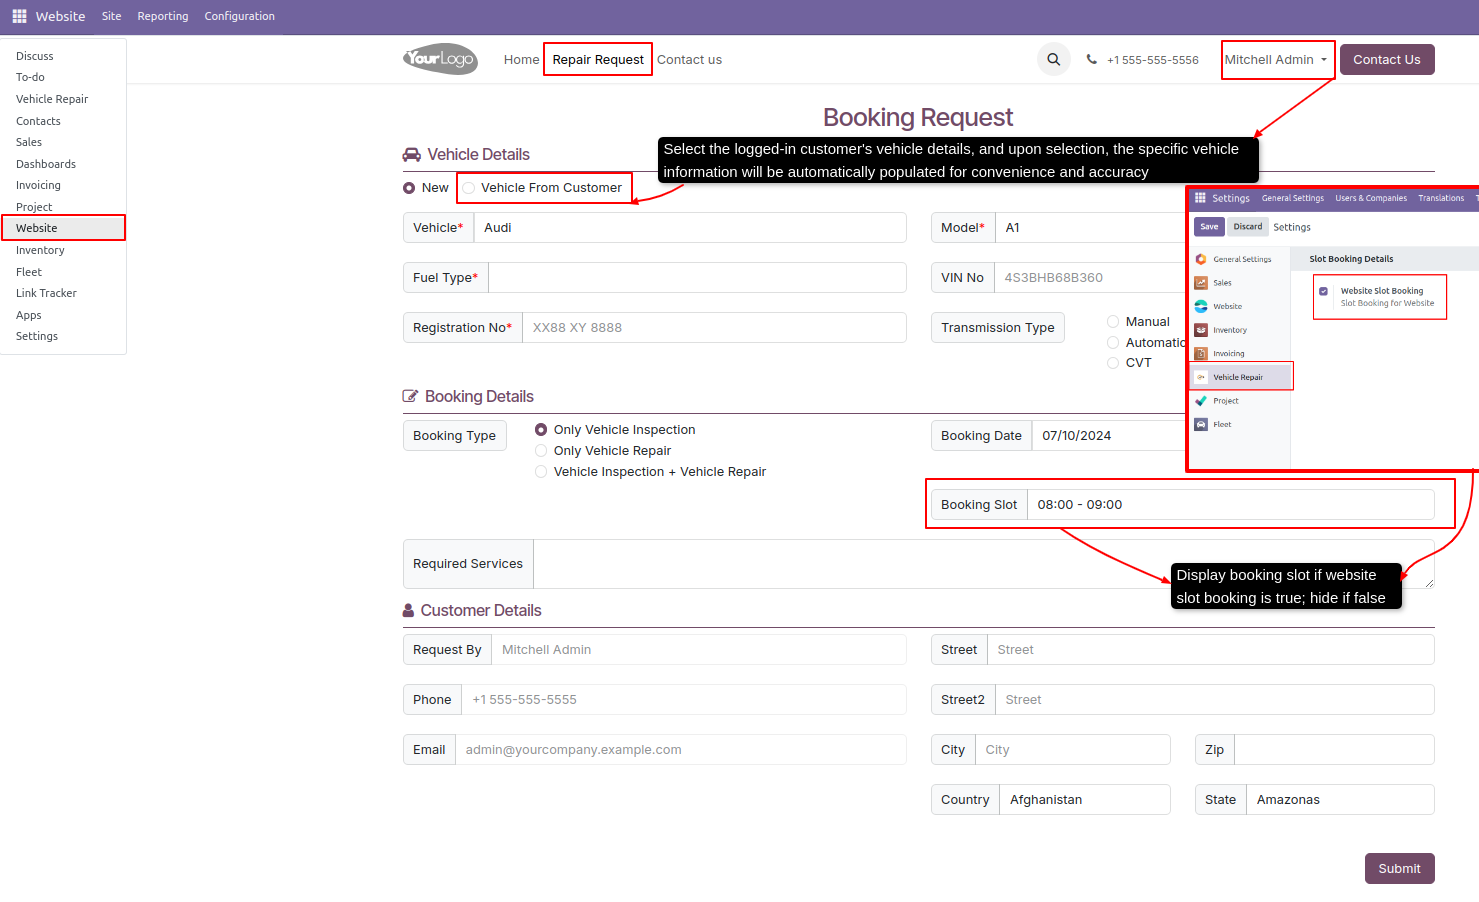 Website
Site
Reporting
Configuration
Discuss
To-do
Vehicle Repair
Contacts
Sales
Dashboards
Invoicing
Project
Website
Inventory
Fleet
Link Tracker
Apps
Settings
YourLogo
Home
Repair Request
Contact us
+1 555-555-5556
Mitchell Admin
Contact Us
Booking Request
Vehicle Details
Select the logged-in customer's vehicle details, and upon selection, the specific vehicle
information will be automatically populated for convenience and accuracy
New
Vehicle From Customer
Vehicle*
Audi
Model*
A1
Fuel Type*
VIN No
4S3BHB68B360
Registration No*
XX88 XY 8888
Transmission Type
Manual
Automatic
CVT
Settings
General Settings
Users & Companies
Translations
Save
Discard
Settings
General Settings
Sales
Website
Inventory
Invoicing
Vehicle Repair
Project
Fleet
Slot Booking Details
Website Slot Booking
Slot Booking for Website
Booking Details
Booking Type
Only Vehicle Inspection
Only Vehicle Repair
Vehicle Inspection + Vehicle Repair
Booking Date
07/10/2024
Booking Slot
08:00 - 09:00
Required Services
Display booking slot if website
slot booking is true; hide if false
Customer Details
Request By
Mitchell Admin
Street
Street
Phone
+1 555-555-5555
Street2
Street
Email
admin@yourcompany.example.com
City
City
Zip
Country
Afghanistan
State
Amazonas
Submit